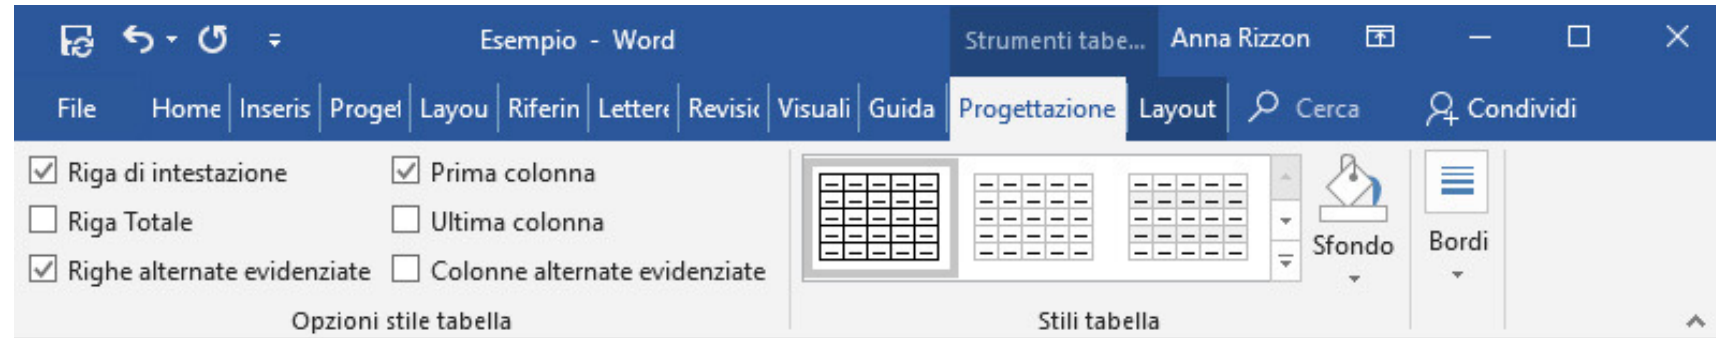 Esempio - Word Strumenti tabe... Anna Rizzon
File Home Inseris Proget Layou Riferin Lettere Revisic Visuali Guida Progettazione Layout Cerca Condividi
Riga di intestazione Prima colonna
Riga Totale Ultima colonna
Righe alternate evidenziate Colonne alternate evidenziate
Sfondo Bordi
Opzioni stile tabella Stili tabella